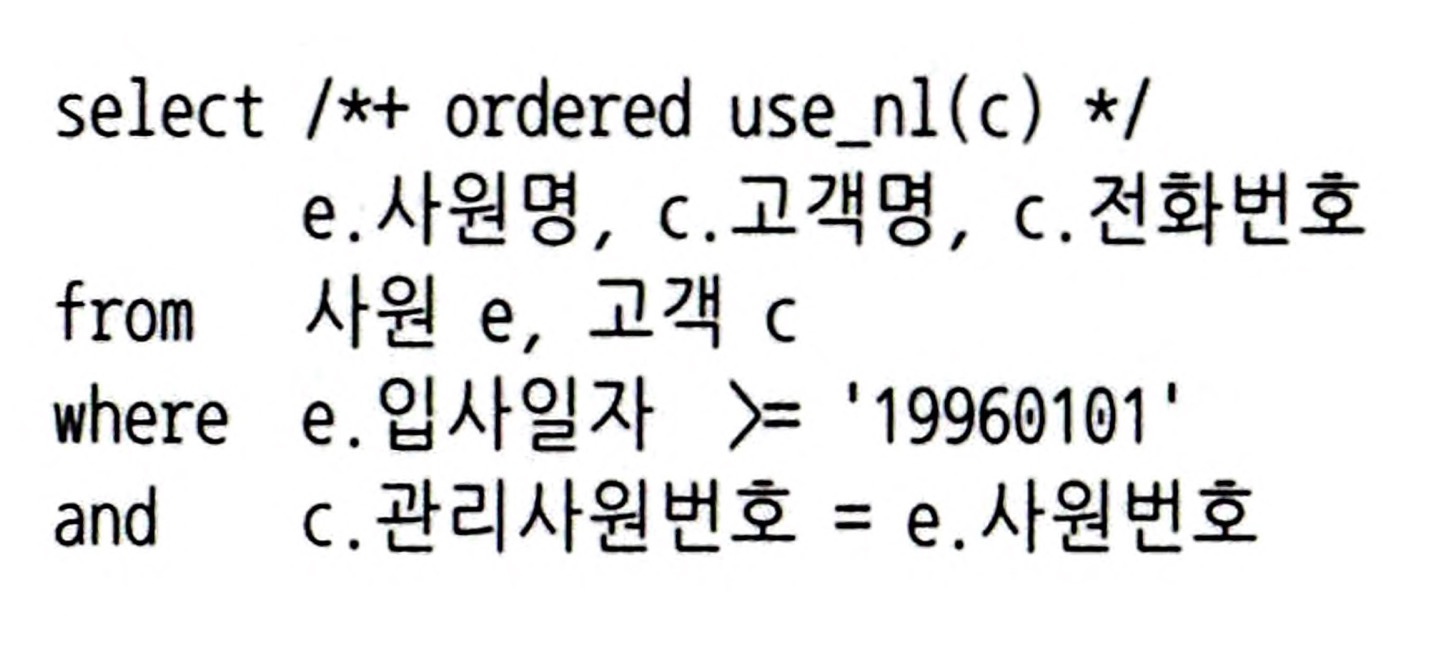 select /*+ ordered use_nl(c) */
e.사원명, c.고객명, c.전화번호
from 사원 e, 고객 c
where e.입사일자 >= '19960101'
and c.관리사원번호 = e.사원번호